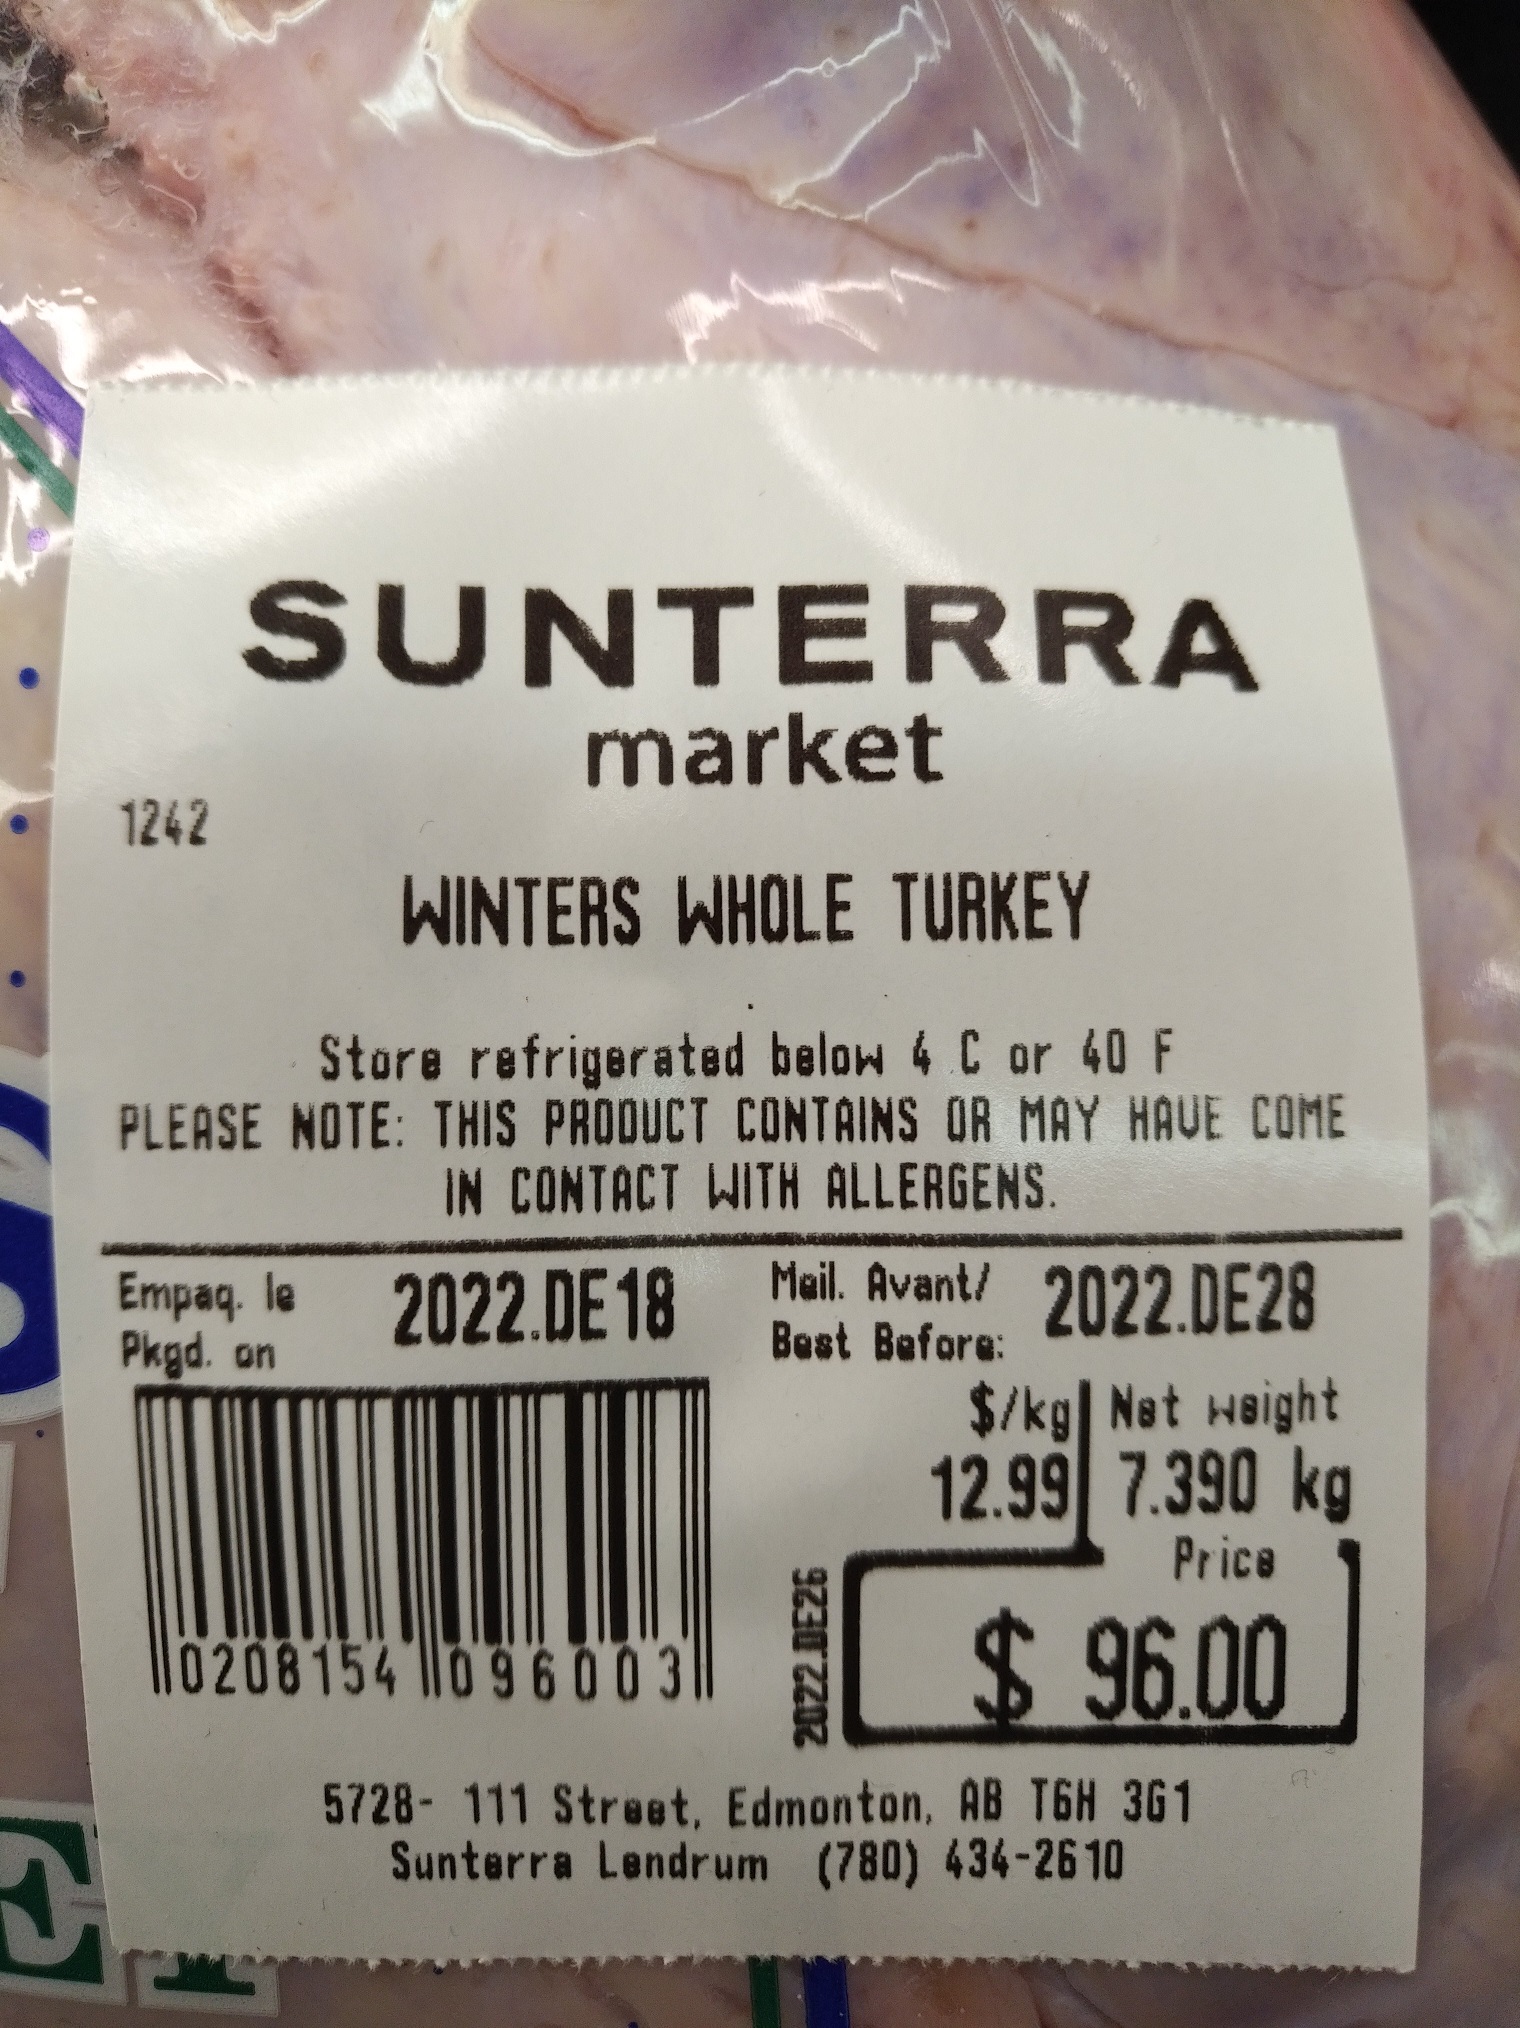 SUNTERRA
market
1242
WINTERS WHOLE TURKEY
Store refrigerated below 4 C or 40 F
PLEASE NOTE: THIS PRODUCT CONTAINS OR MAY HAVE COME
IN CONTACT WITH ALLERGENS.
Empaq. le
Pkgd. on
2022.DE18
Meil. Avant/
Best Before:
2022.DE28
$/kg
12.99
Net weight
7.390 kg
Price
$ 96.00
2022.DE26
0208154 096003
5728- 111 Street, Edmonton, AB T6H 3G1
Sunterra Lendrum (780) 434-2610